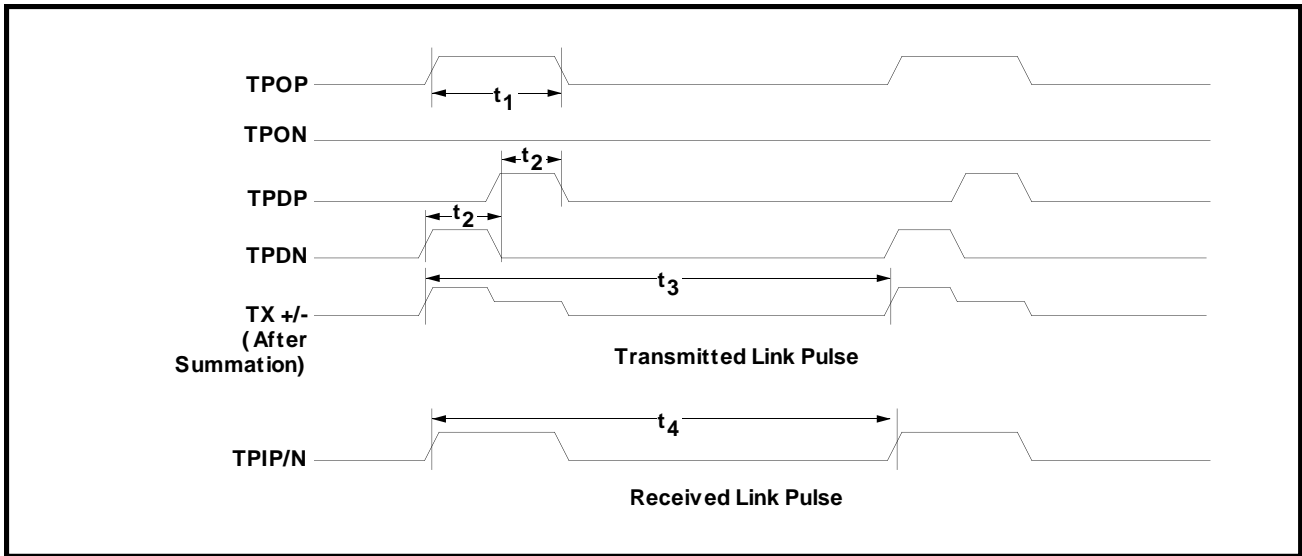 TPOP
t1
TPON
t2
TPDP
t2
TPDN
t3
TX +/-
(After
Summation)
Transmitted Link Pulse
t4
TPIP/N
Received Link Pulse